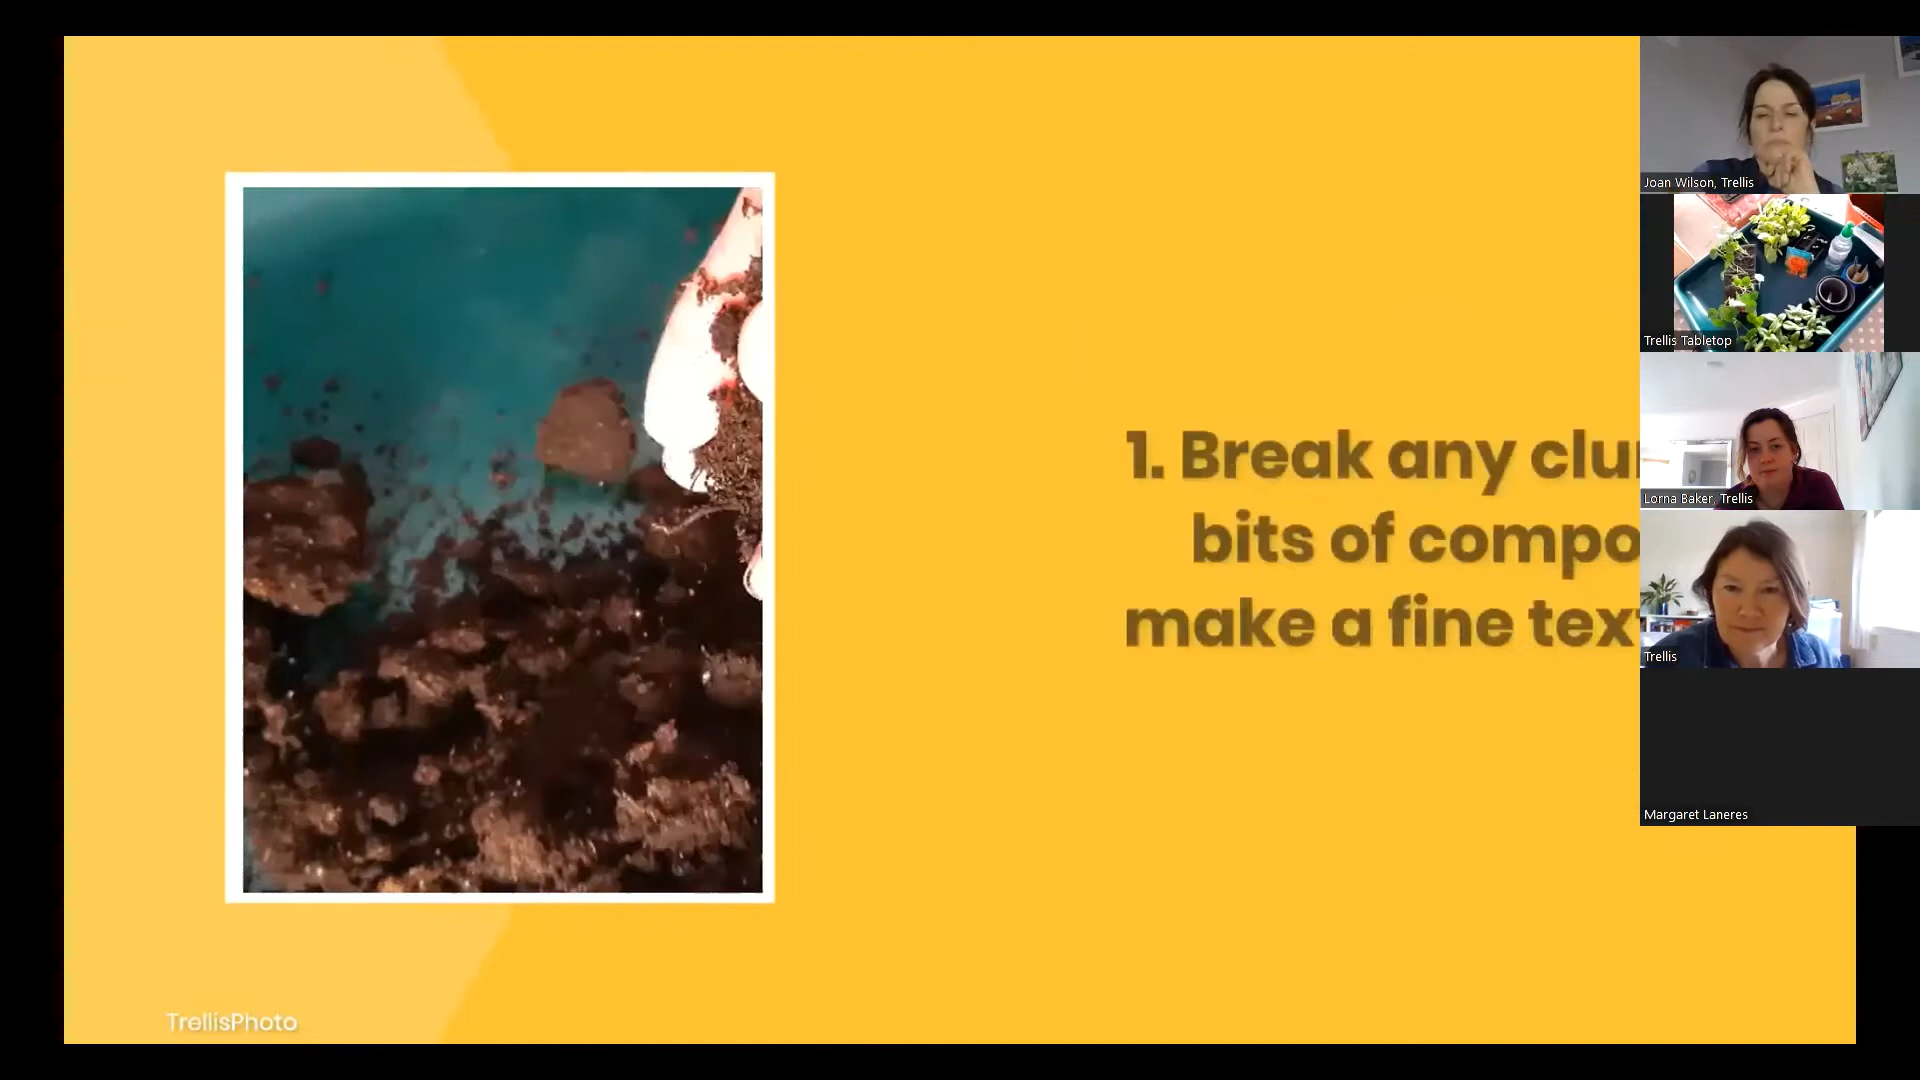 1. Break any clu
bits of compo
make a fine tex
TrellisPhoto
Joan Wilson, Trellis
Trellis Tabletop
Lorna Baker, Trellis
Trellis
Margaret Laneres